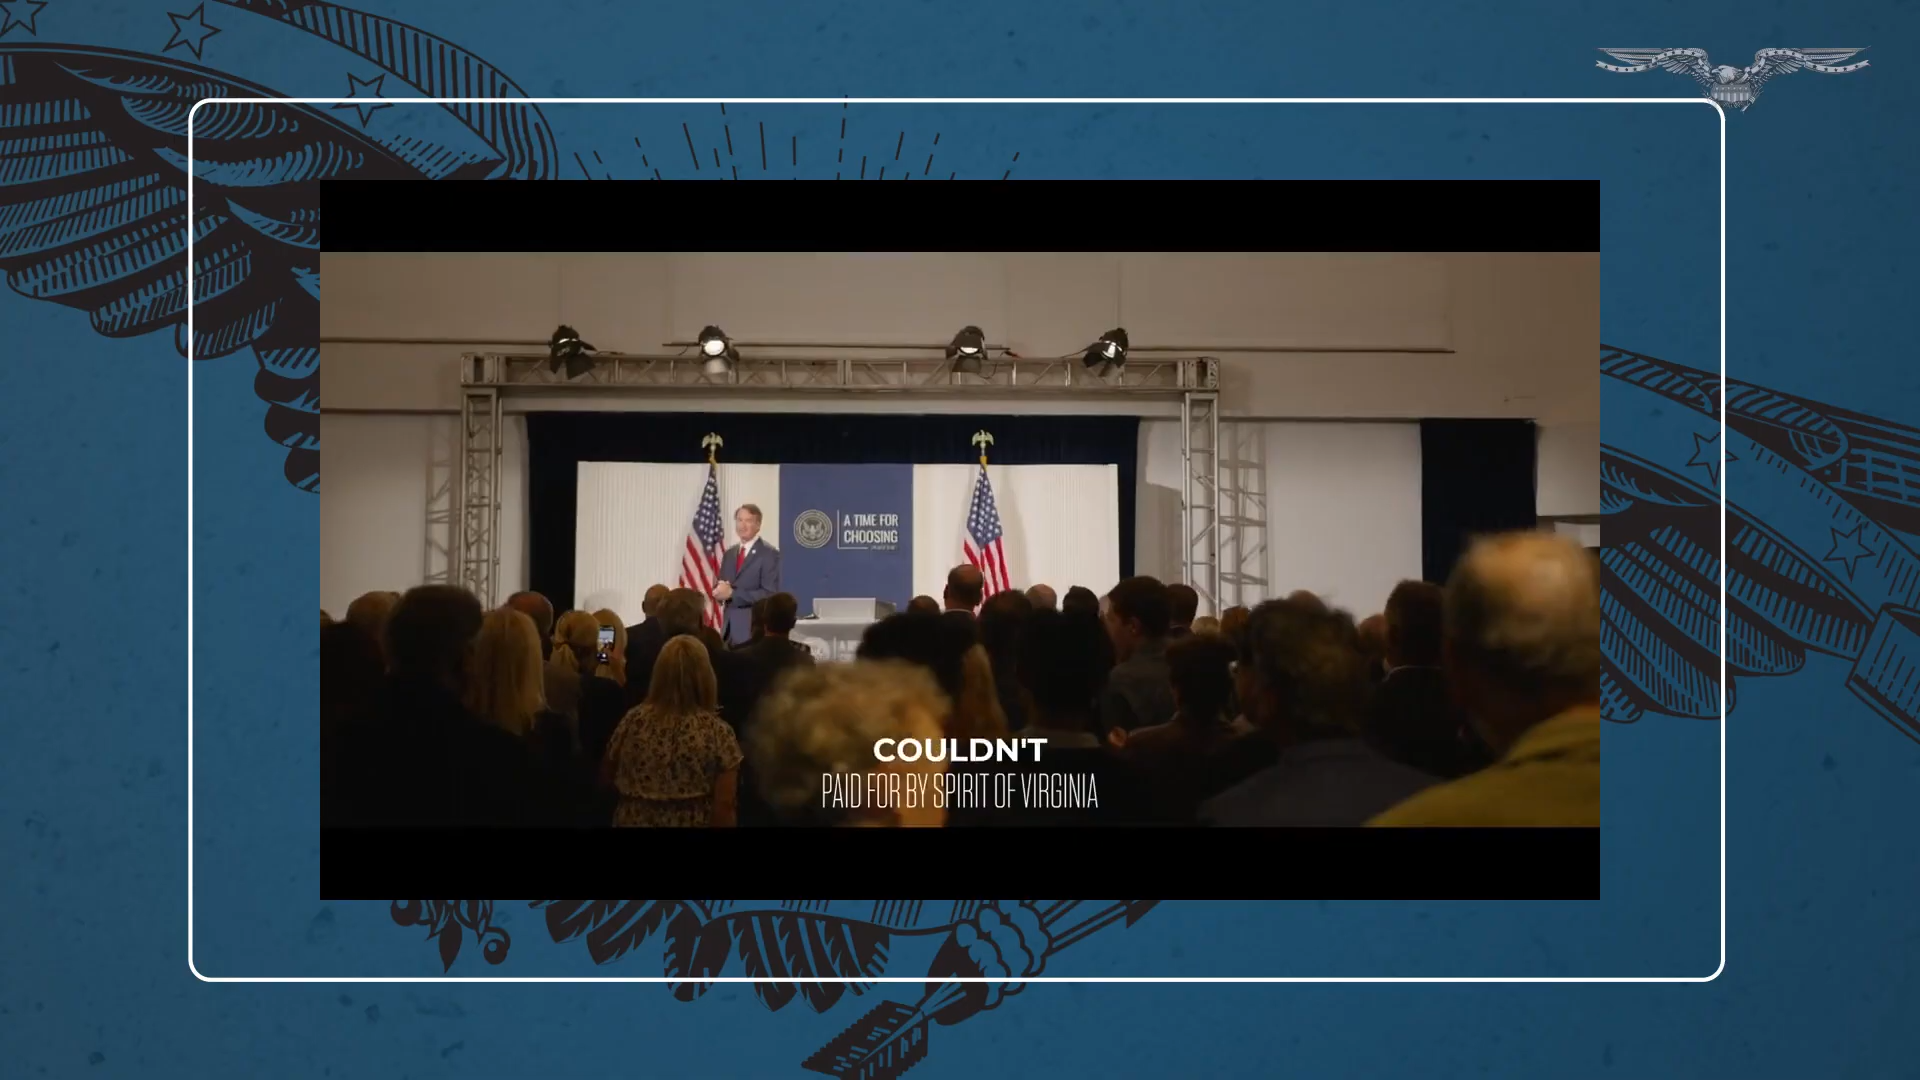 A TIME FOR
CHOOSING
COULDN'T
PAID FOR BY SPIRIT OF VIRGINIA